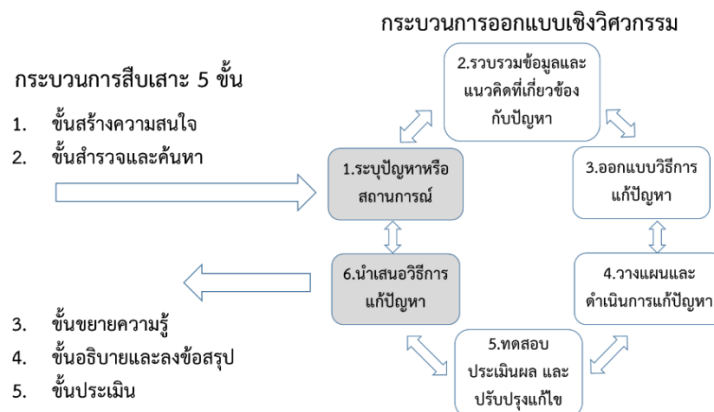 กระบวนการออกแบบเชิงวิศวกรรม
กระบวนการสืบเสาะ 5 ขั้น
1. ขั้นสร้างความสนใจ
2. ขั้นสำรวจและค้นหา
2.รวบรวมข้อมูลและ
แนวคิดที่เกี่ยวข้อง
กับปัญหา
1.ระบุปัญหาหรือ
สถานการณ์
3.ออกแบบวิธีการ
แก้ปัญหา
6.นำเสนอวิธีการ
แก้ปัญหา
4.วางแผนและ
ดำเนินการแก้ปัญหา
3. ขั้นขยายความรู้
4. ขั้นอธิบายและลงข้อสรุป
5. ขั้นประเมิน
5.ทดสอบ
ประเมินผล และ
ปรับปรุงแก้ไข